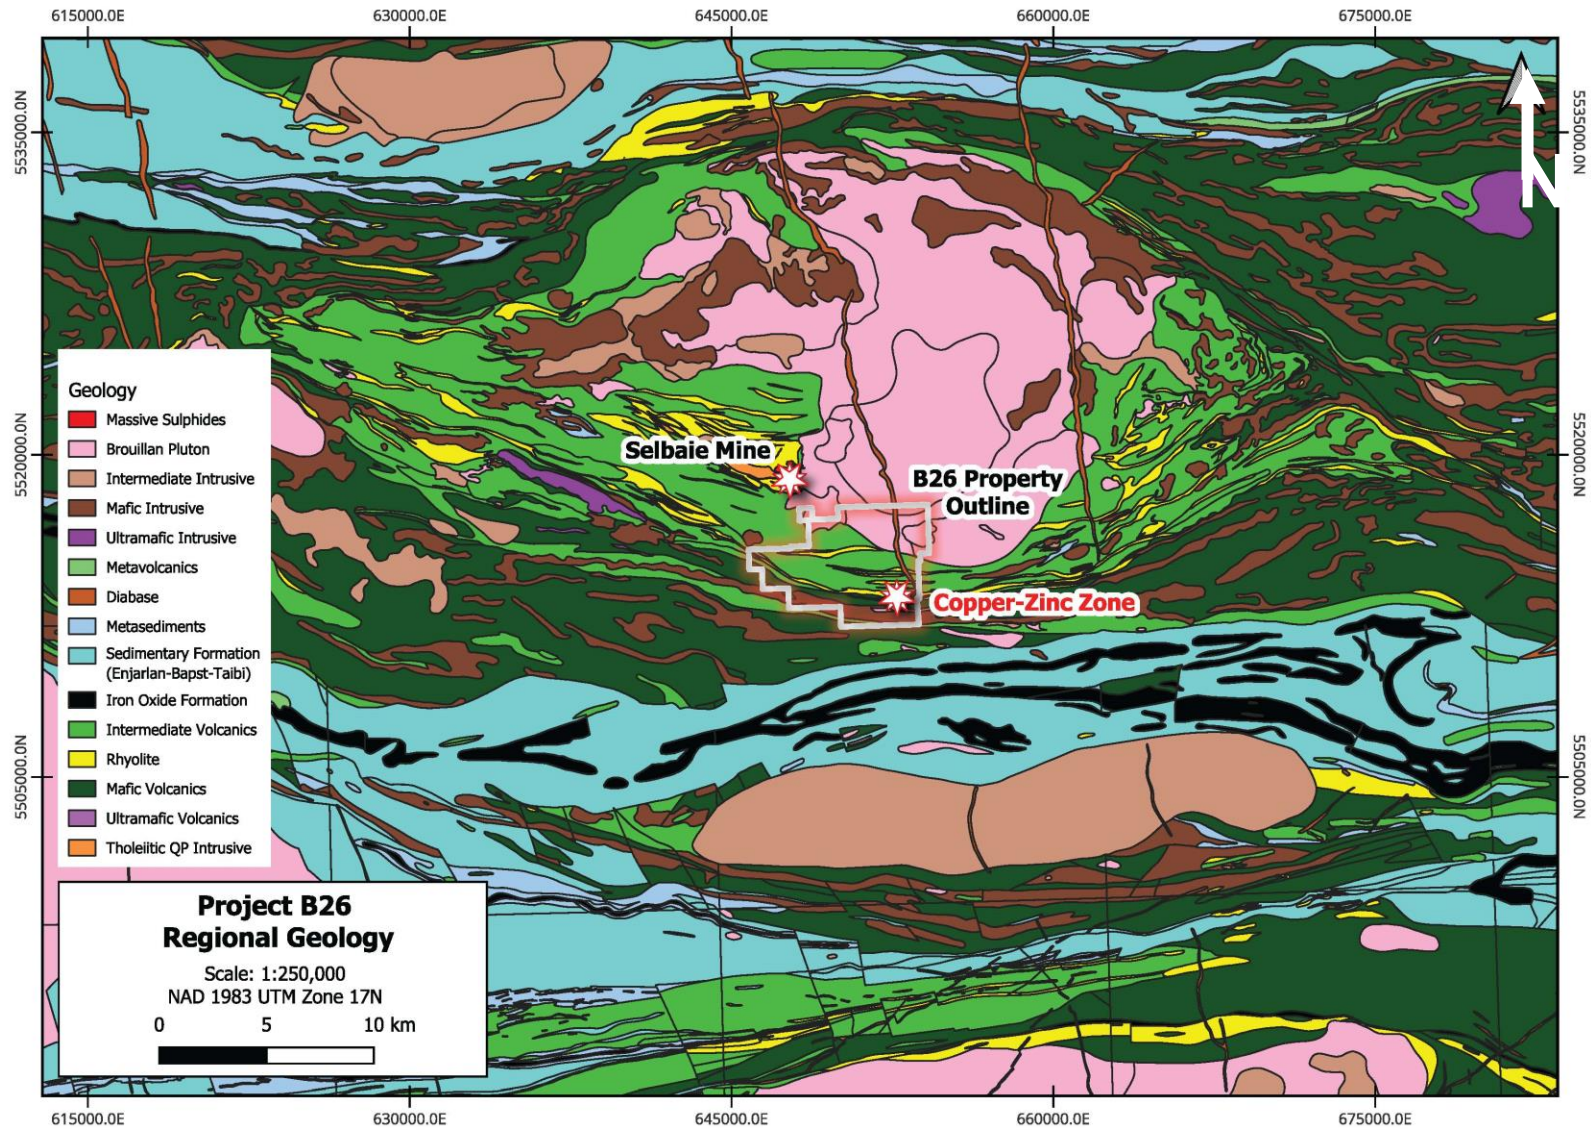 615000.0E 630000.0E 645000.0E 660000.0E 675000.0E
5535000.0N
5535000.0N
N
Geology
Massive Sulphides
Brouillan Pluton
Intermediate Intrusive
Mafic Intrusive
Ultramafic Intrusive
Metavolcanics
Diabase
Metasediments
Sedimentary Formation
(Enjarlan-Bapst-Taibi)
Iron Oxide Formation
Intermediate Volcanics
Rhyolite
Mafic Volcanics
Ultramafic Volcanics
Tholeiitic QP Intrusive
5520000.0N
5520000.0N
Selbaie Mine
B26 Property
Outline
Copper-Zinc Zone
5505000.0N
5505000.0N
Project B26
Regional Geology
Scale: 1:250,000
NAD 1983 UTM Zone 17N
0 5 10 km
615000.0E 630000.0E 645000.0E 660000.0E 675000.0E